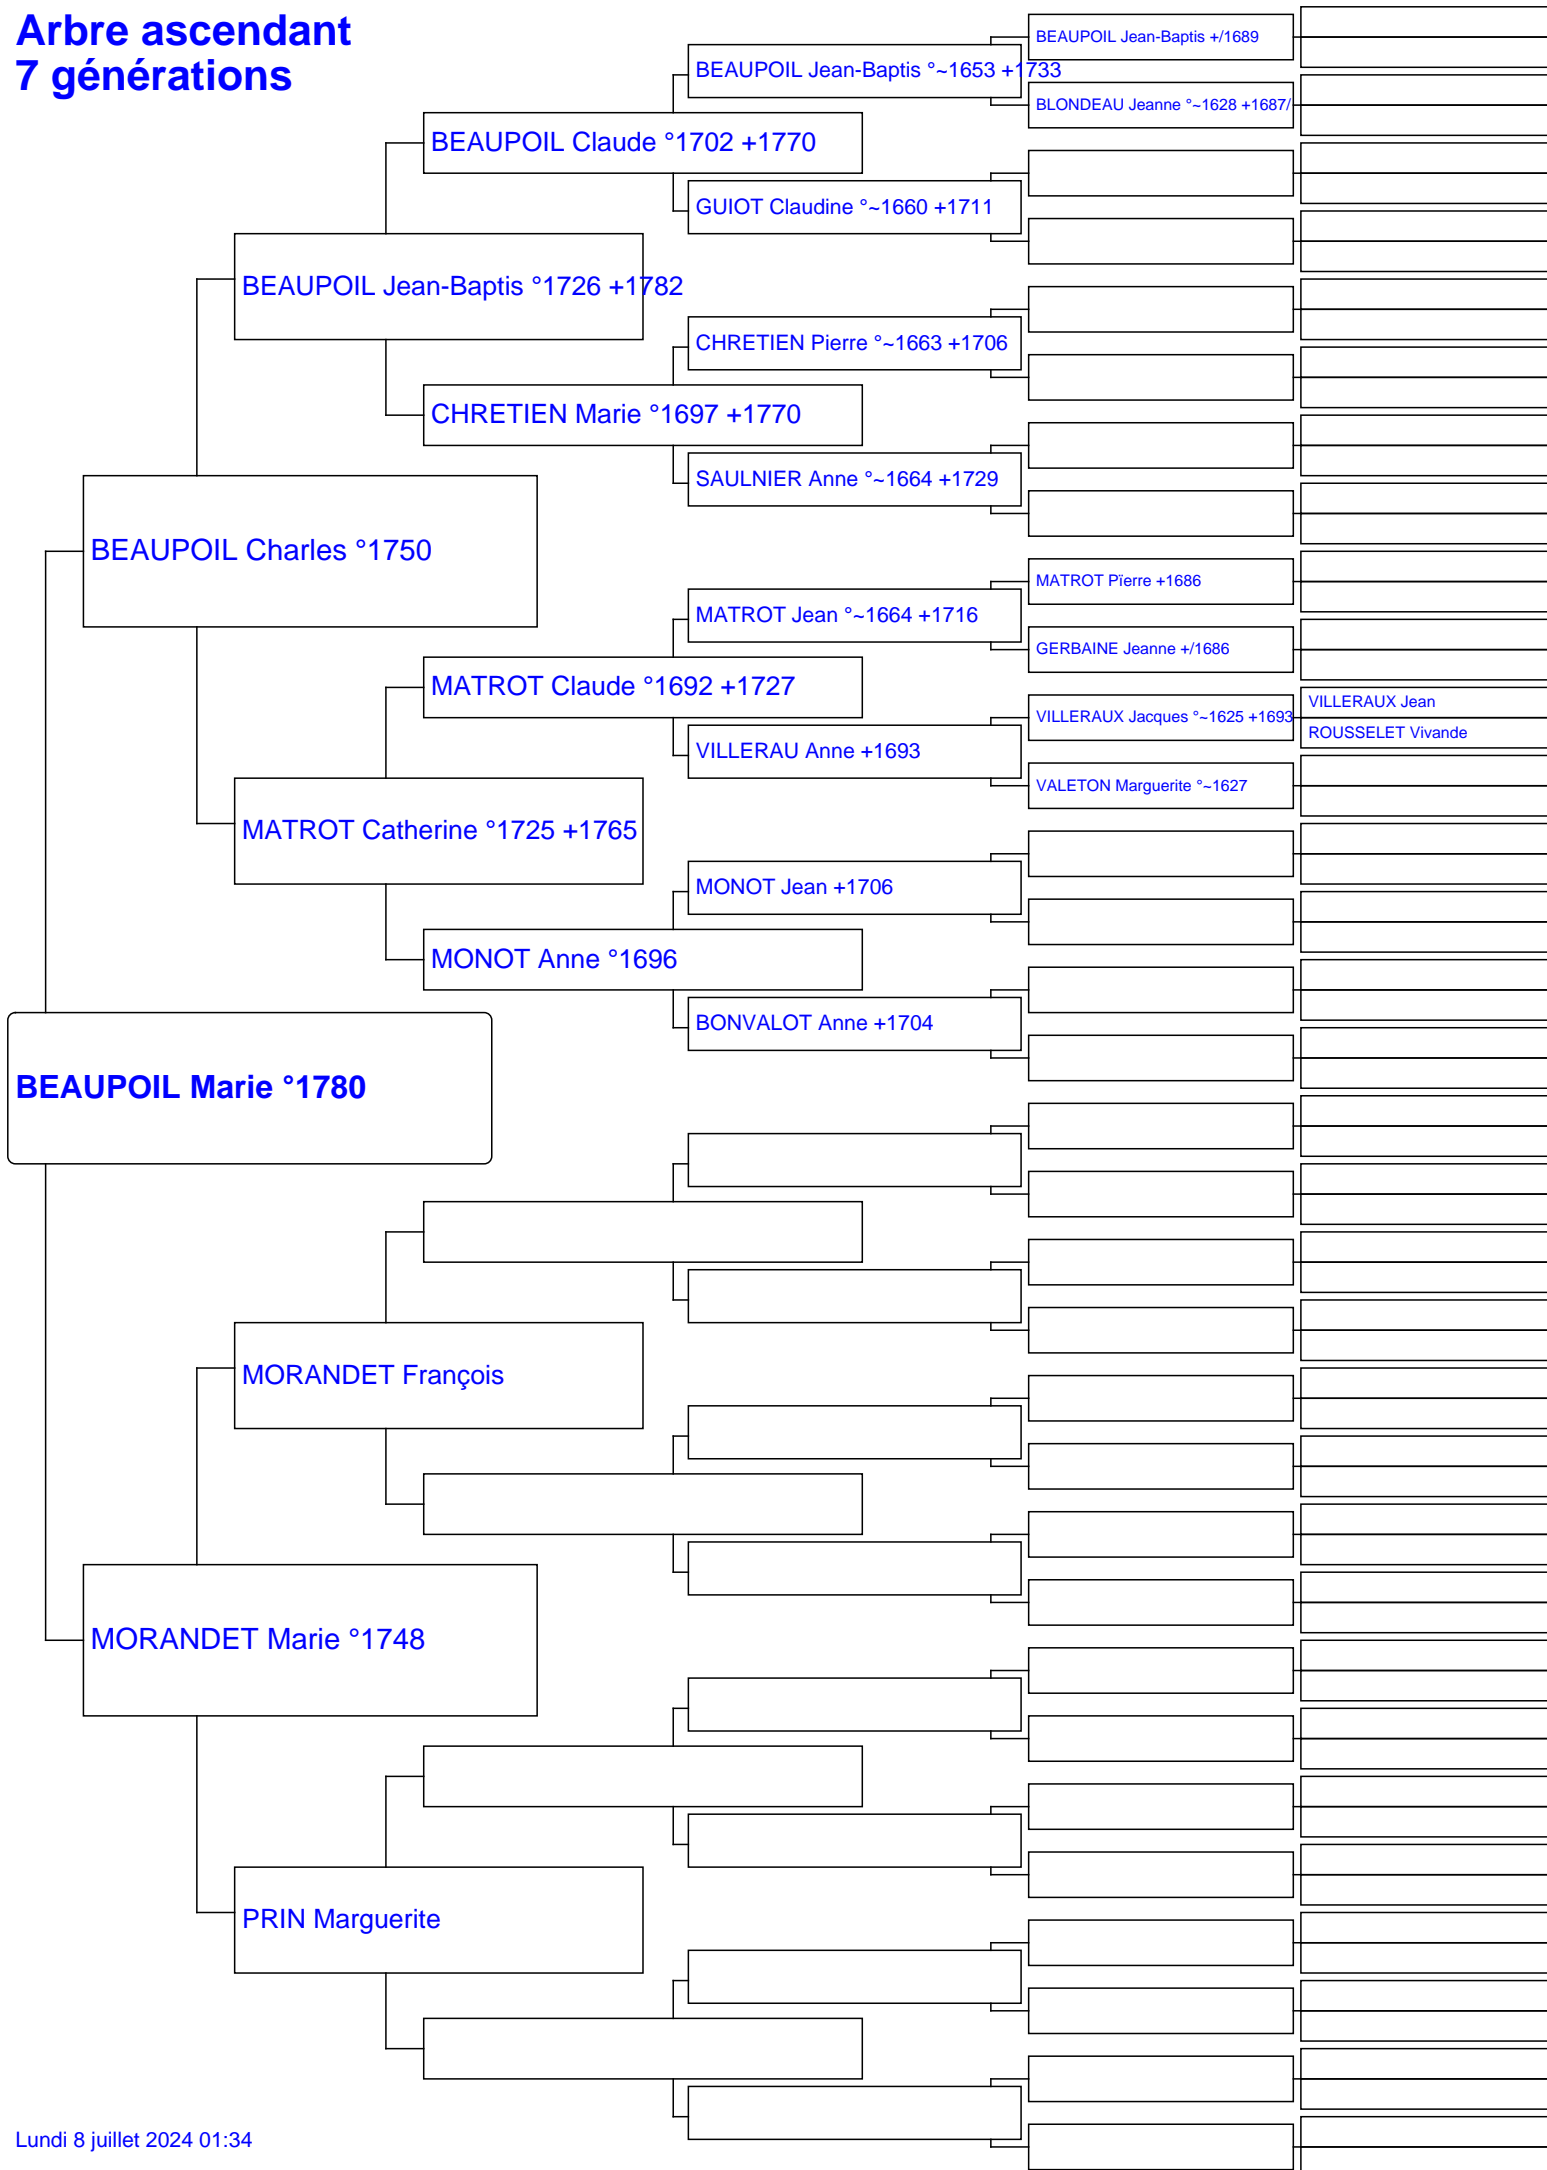 Arbre ascendant
7 générations
BEAUPOIL Jean-Baptis +/1689
BEAUPOIL Jean-Baptis °~1653 +1733
BLONDEAU Jeanne °~1628 +1687/
BEAUPOIL Claude °1702 +1770
GUIOT Claudine °~1660 +1711
BEAUPOIL Jean-Baptis °1726 +1782
CHRETIEN Pierre °~1663 +1706
CHRETIEN Marie °1697 +1770
SAULNIER Anne °~1664 +1729
BEAUPOIL Charles °1750
MATROT Pïerre +1686
MATROT Jean °~1664 +1716
GERBAINE Jeanne +/1686
MATROT Claude °1692 +1727
VILLERAUX Jean
VILLERAUX Jacques °~1625 +1693
ROUSSELET Vivande
VILLERAU Anne +1693
VALETON Marguerite °~1627
MATROT Catherine °1725 +1765
MONOT Jean +1706
MONOT Anne °1696
BONVALOT Anne +1704
BEAUPOIL Marie °1780
MORANDET François
MORANDET Marie °1748
PRIN Marguerite
Lundi 8 juillet 2024 01:34